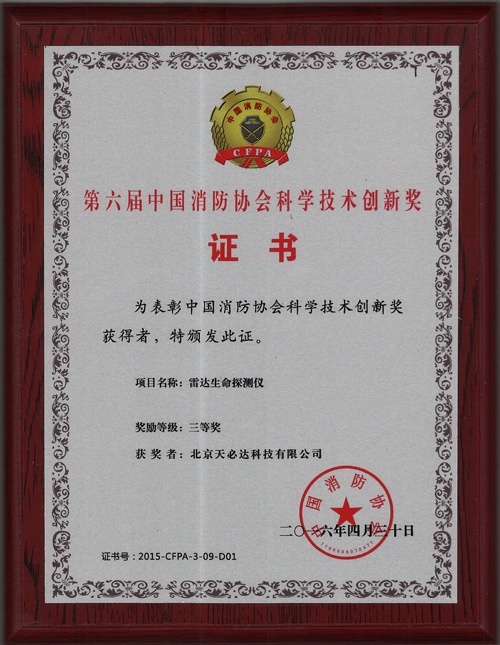 中国消防协会
CFPA
第六届中国消防协会科学技术创新奖
证书
为表彰中国消防协会科学技术创新奖
获得者，特颁发此证。
项目名称：雷达生命探测仪
奖励等级：三等奖
获奖者：北京天必达科技有限公司
中国消防协会
二〇一六年四月三十日
证书号：2015-CFPA-3-09-D01